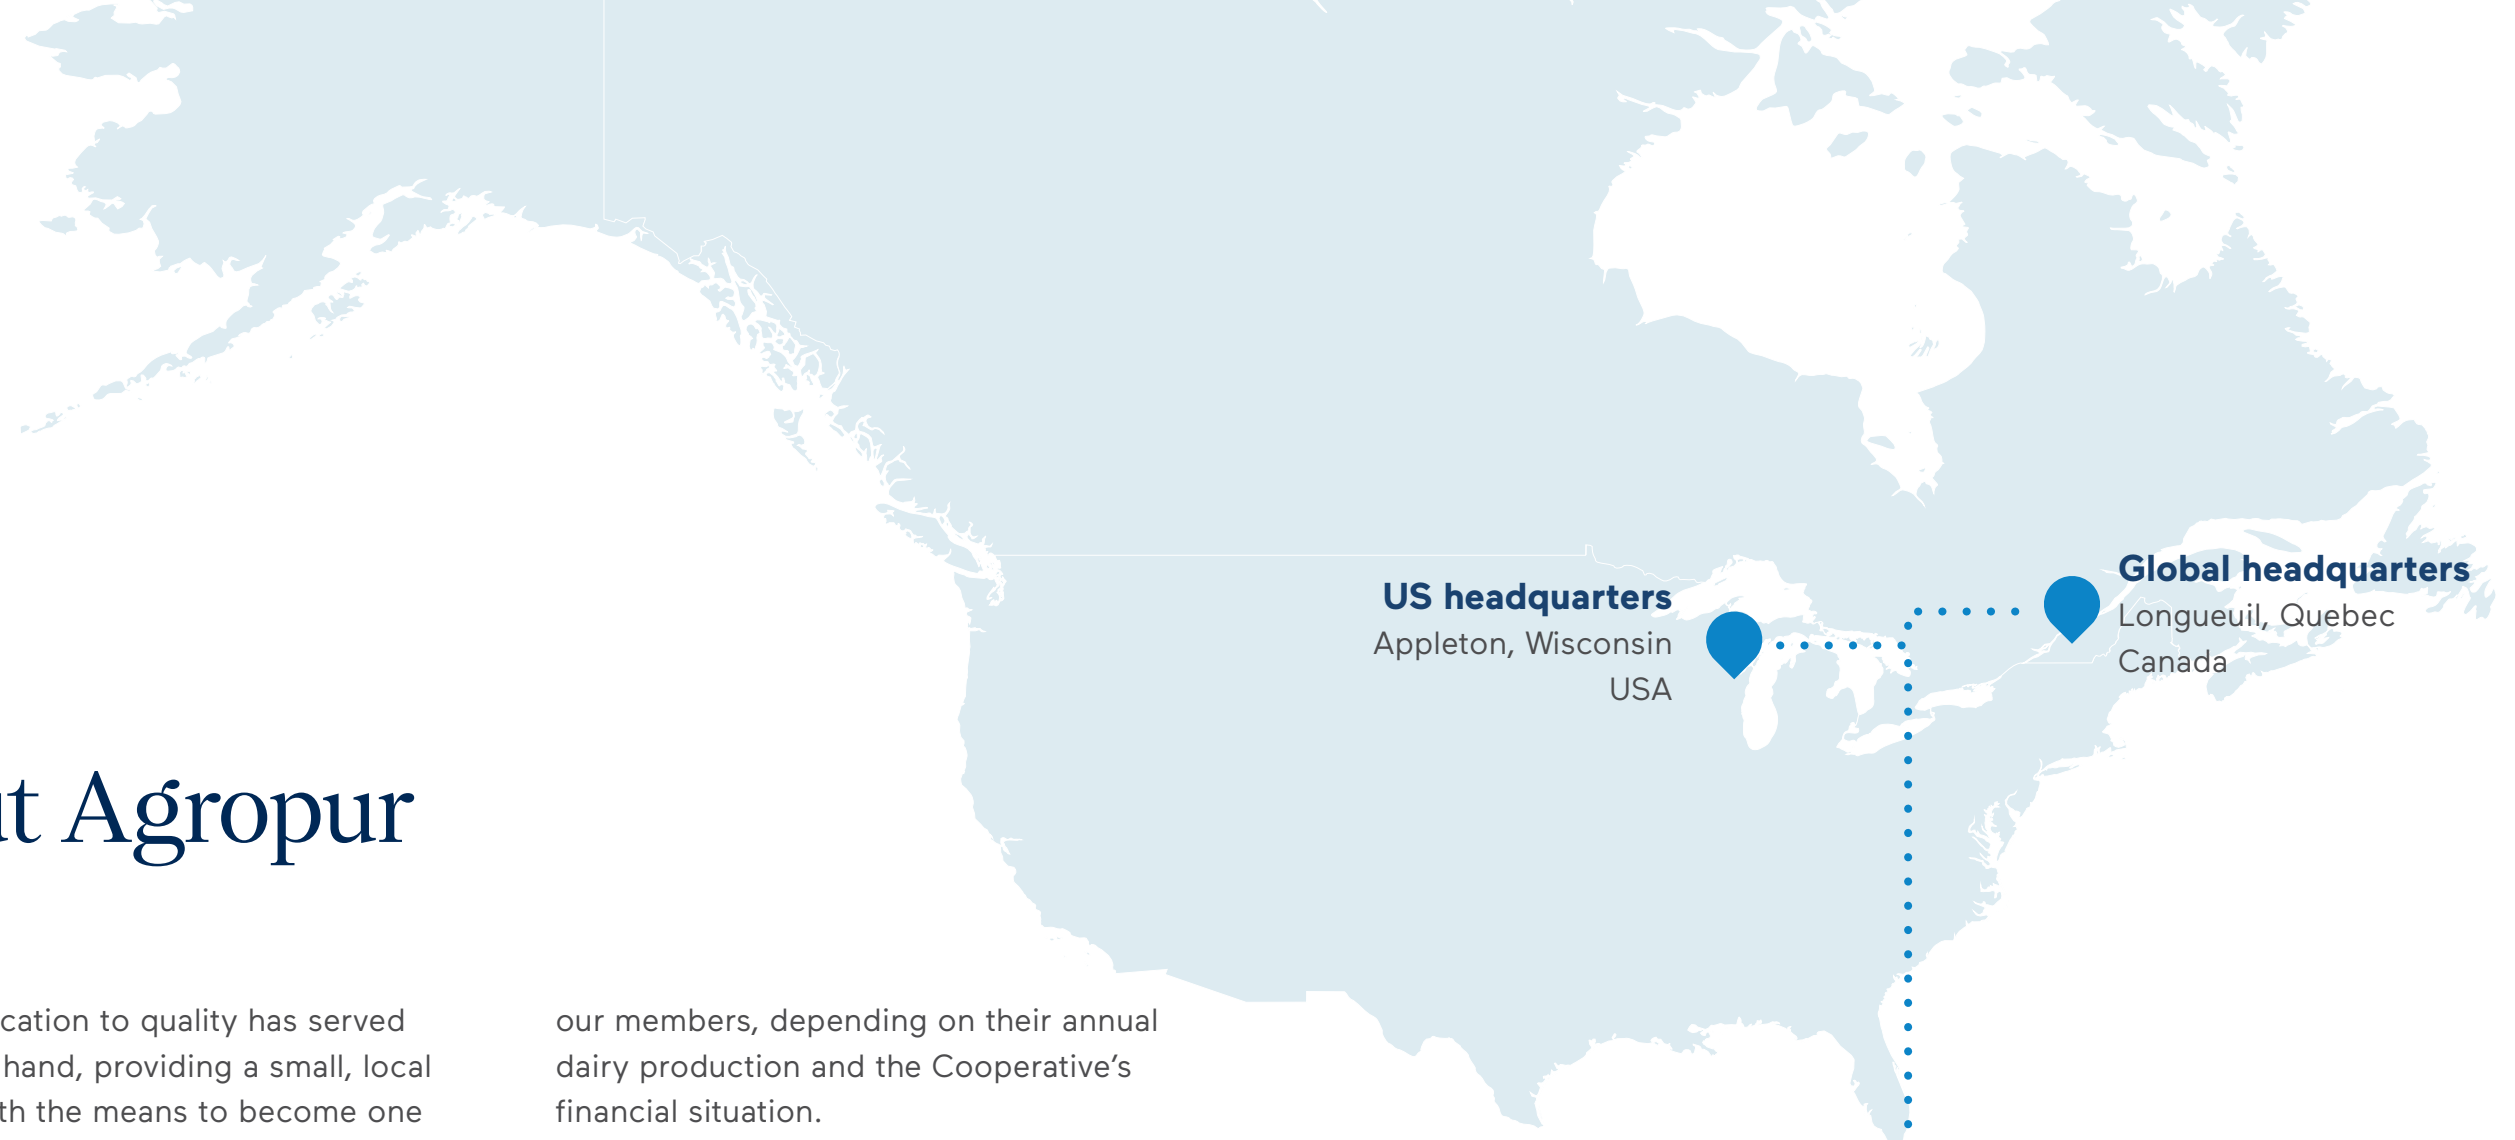 US headquarters
Appleton, Wisconsin
USA
Global headquarters
Longueuil, Quebec
Canada
t Agropur
cation to quality has served
hand, providing a small, local
th the means to become one
our members, depending on their annual
dairy production and the Cooperative’s
financial situation.